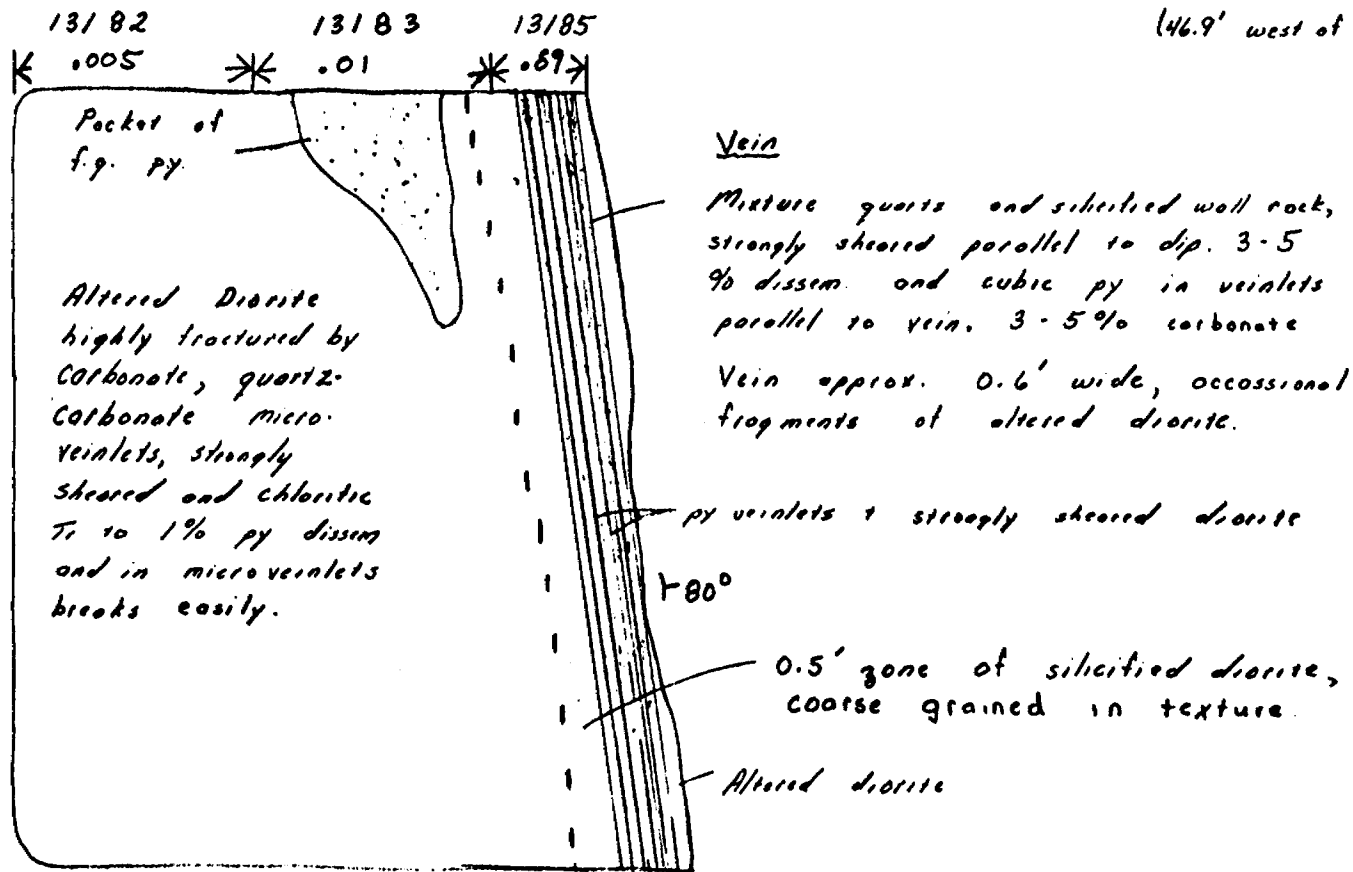 13182 13183 13185
.005 .01 .89
(46.9' west of
Pocket of
f.g. py.
Altered Diorite
highly fractured by
carbonate, quartz-
carbonate micro-
veinlets, strongly
sheared and chloritic
Tr to 1% py dissem
and in microveinlets
breaks easily.
Vein
Mixture quartz and silicified wall rock,
strongly sheared parallel to dip. 3-5
% dissem and cubic py in veinlets
parallel to vein. 3-5% carbonate
Vein approx. 0.6' wide, occassional
fragments of altered diorite.
py veinlets + strongly sheared diorite
80°
0.5' zone of silicified diorite,
coarse grained in texture
Altered diorite